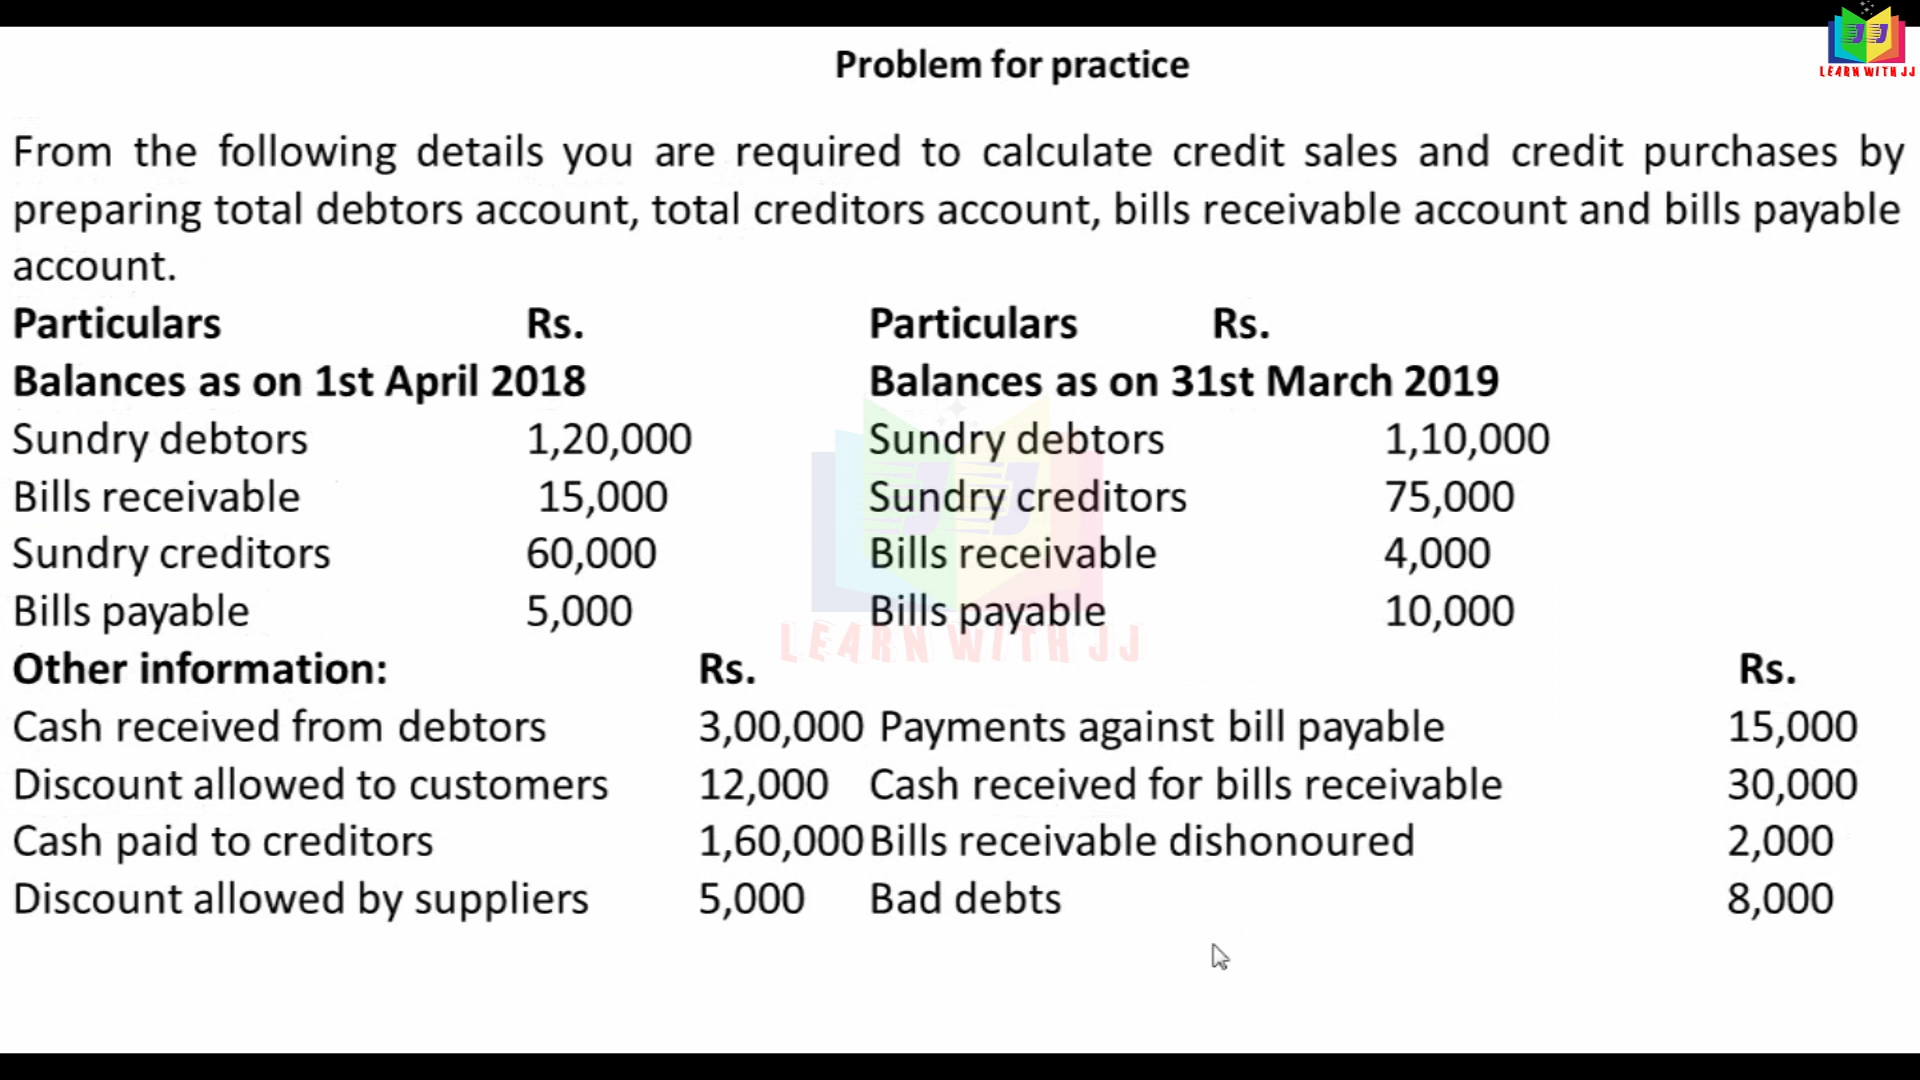 Problem for practice
LEARN WITH JJ
From the following details you are required to calculate credit sales and credit purchases by
preparing total debtors account, total creditors account, bills receivable account and bills payable
account.
Particulars Rs. Particulars Rs.
Balances as on 1st April 2018 Balances as on 31st March 2019
Sundry debtors 1,20,000 Sundry debtors 1,10,000
Bills receivable 15,000 Sundry creditors 75,000
Sundry creditors 60,000 Bills receivable 4,000
Bills payable 5,000 Bills payable 10,000
LEARN WITH JJ
Other information: Rs. Rs.
Cash received from debtors 3,00,000 Payments against bill payable 15,000
Discount allowed to customers 12,000 Cash received for bills receivable 30,000
Cash paid to creditors 1,60,000 Bills receivable dishonoured 2,000
Discount allowed by suppliers 5,000 Bad debts 8,000